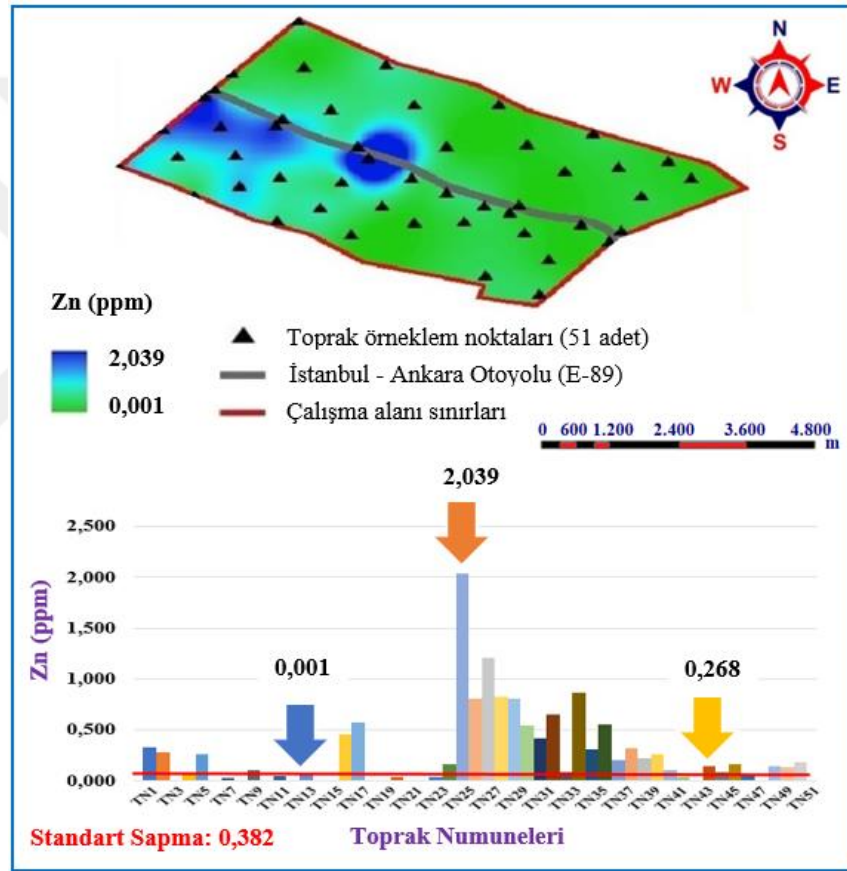 N
W
E
S
Zn (ppm)
2,039
0,001
Toprak örneklem noktaları (51 adet)
İstanbul - Ankara Otoyolu (E-89)
Çalışma alanı sınırları
0 600 1.200 2.400 3.600 4.800
m
2,039
0,001
0,268
Zn (ppm)
2,500
2,000
1,500
1,000
0,500
0,000
TN1 TN3 TN5 TN7 TN9 TN11 TN13 TN15 TN17 TN19 TN21 TN23 TN25 TN27 TN29 TN31 TN33 TN35 TN37 TN39 TN41 TN43 TN45 TN47 TN49 TN51
Standart Sapma: 0,382
Toprak Numuneleri